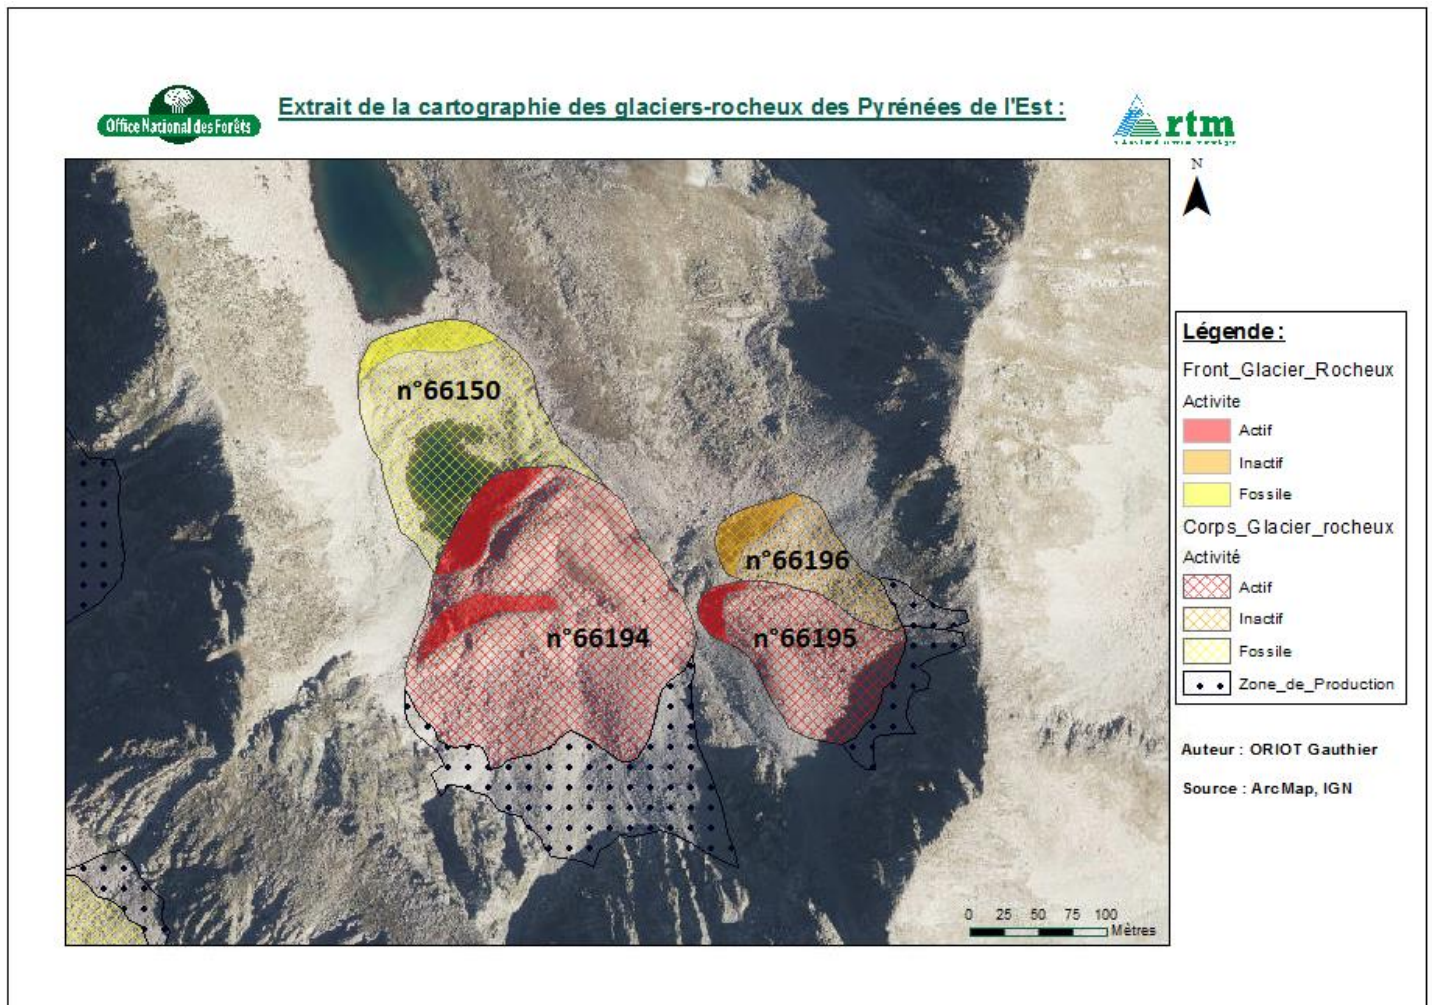 Office National des Forêts
Extrait de la cartographie des glaciers-rocheux des Pyrénées de l'Est :
rtm
N
n°66150
n°66196
n°66194
n°66195
Légende :
Front_Glacier_Rocheux
Activite
Actif
Inactif
Fossile
Corps_Glacier_rocheux
Activité
Actif
Inactif
Fossile
Zone_de_Production
Auteur : ORIOT Gauthier
Source : ArcMap, IGN
0 25 50 75 100
Mètres